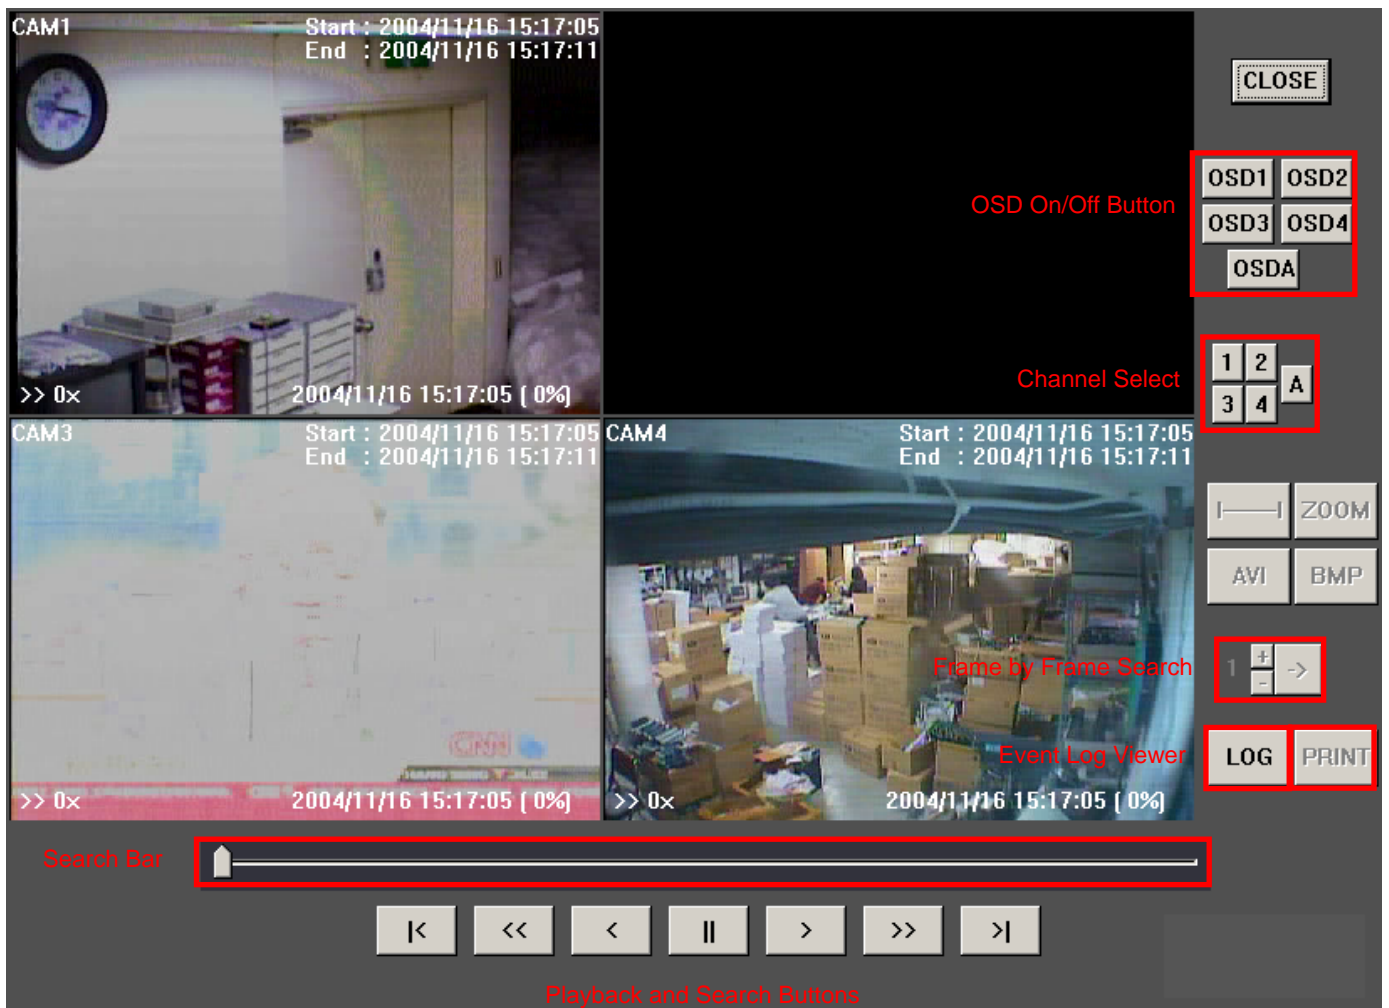 CAM1
Start : 2004/11/16 15:17:05
End : 2004/11/16 15:17:11
>> 0x
2004/11/16 15:17:05 ( 0%)
CAM3
Start : 2004/11/16 15:17:05
End : 2004/11/16 15:17:11
CNN
>> 0x
2004/11/16 15:17:05 ( 0%)
CAM4
Start : 2004/11/16 15:17:05
End : 2004/11/16 15:17:11
>> 0x
2004/11/16 15:17:05 ( 0%)
CLOSE
OSD On/Off Button
OSD1 OSD2
OSD3 OSD4
OSDA
Channel Select
1 2
A
3 4
ZOOM
AVI BMP
Frame by Frame Search
1 + - ->
Event Log Viewer
LOG PRINT
Search Bar
|< << < || > >> >|
Playback and Search Buttons